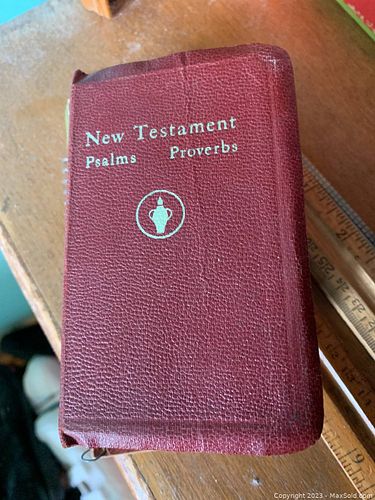 New Testament
Psalms Proverbs
Copyright 2023 - MaxSold.com